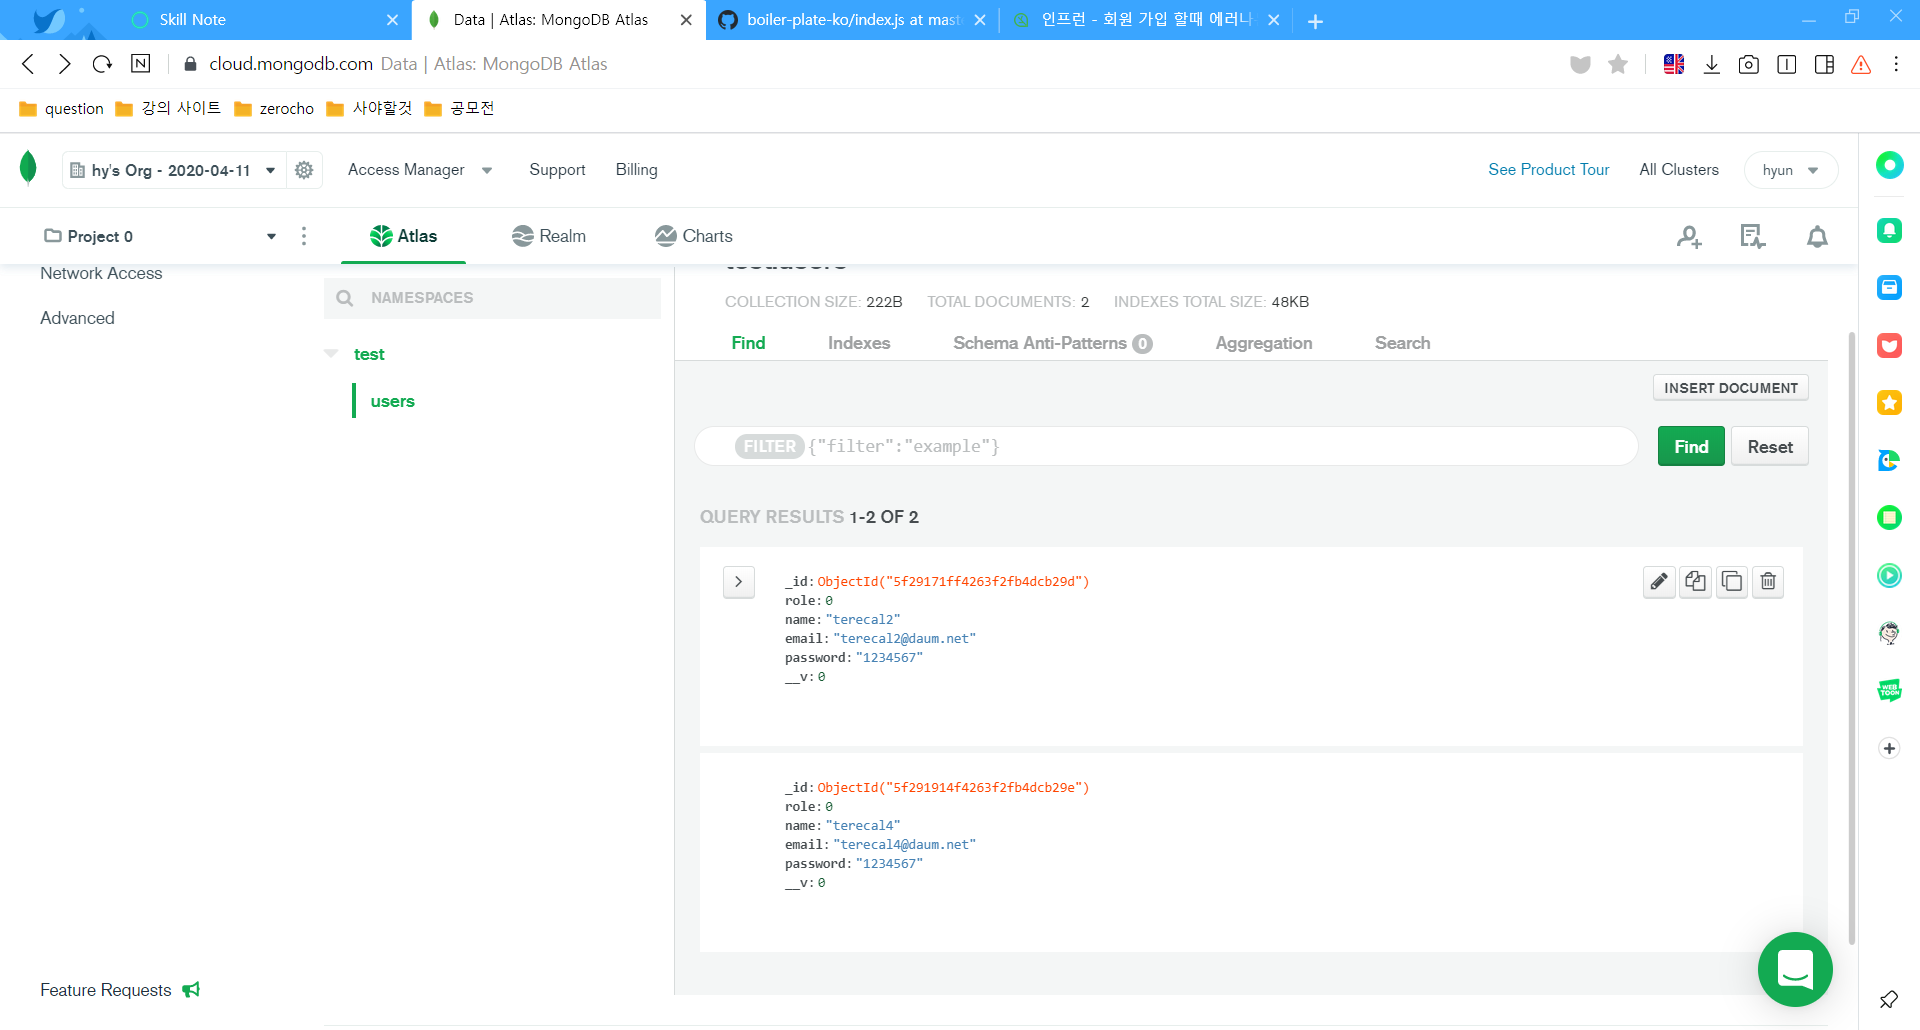 Skill Note
Data | Atlas: MongoDB Atlas
boiler-plate-ko/index.js at mast
인프런 - 회원 가입 할때 에러나
N
cloud.mongodb.com Data | Atlas: MongoDB Atlas
question
강의 사이트
zerocho
사야할것
공모전
hy's Org - 2020-04-11
Access Manager
Support
Billing
See Product Tour
All Clusters
hyun
Project 0
Atlas
Realm
Charts
Network Access
Advanced
NAMESPACES
test
users
COLLECTION SIZE: 222B
TOTAL DOCUMENTS: 2
INDEXES TOTAL SIZE: 48KB
Find
Indexes
Schema Anti-Patterns 0
Aggregation
Search
INSERT DOCUMENT
FILTER {"filter":"example"}
Find
Reset
QUERY RESULTS 1-2 OF 2
_id: ObjectId("5f29171ff4263f2fb4dcb29d")
role: 0
name: "terecal2"
email: "terecal2@daum.net"
password: "1234567"
__v: 0
_id: ObjectId("5f291914f4263f2fb4dcb29e")
role: 0
name: "terecal4"
email: "terecal4@daum.net"
password: "1234567"
__v: 0
Feature Requests
WEB
TOON